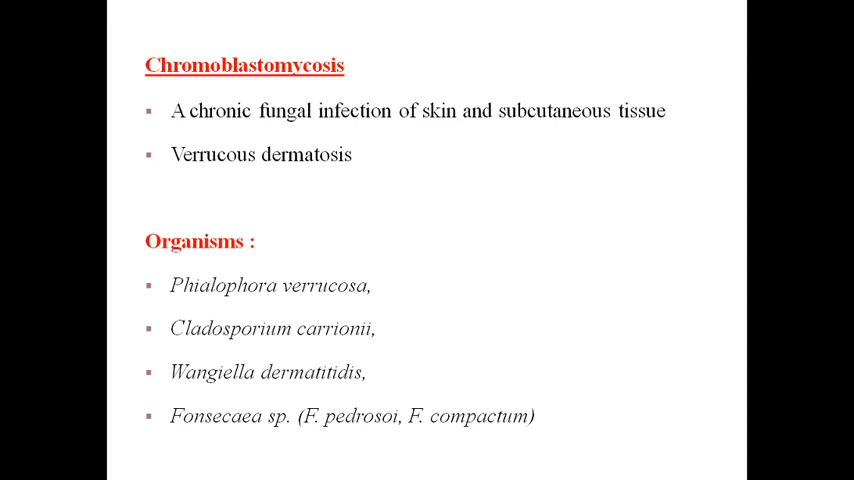 Chromoblastomycosis
▪ A chronic fungal infection of skin and subcutaneous tissue
▪ Verrucous dermatosis
Organisms :
▪ Phialophora verrucosa,
▪ Cladosporium carrionii,
▪ Wangiella dermatitidis,
▪ Fonsecaea sp. (F. pedrosoi, F. compactum)